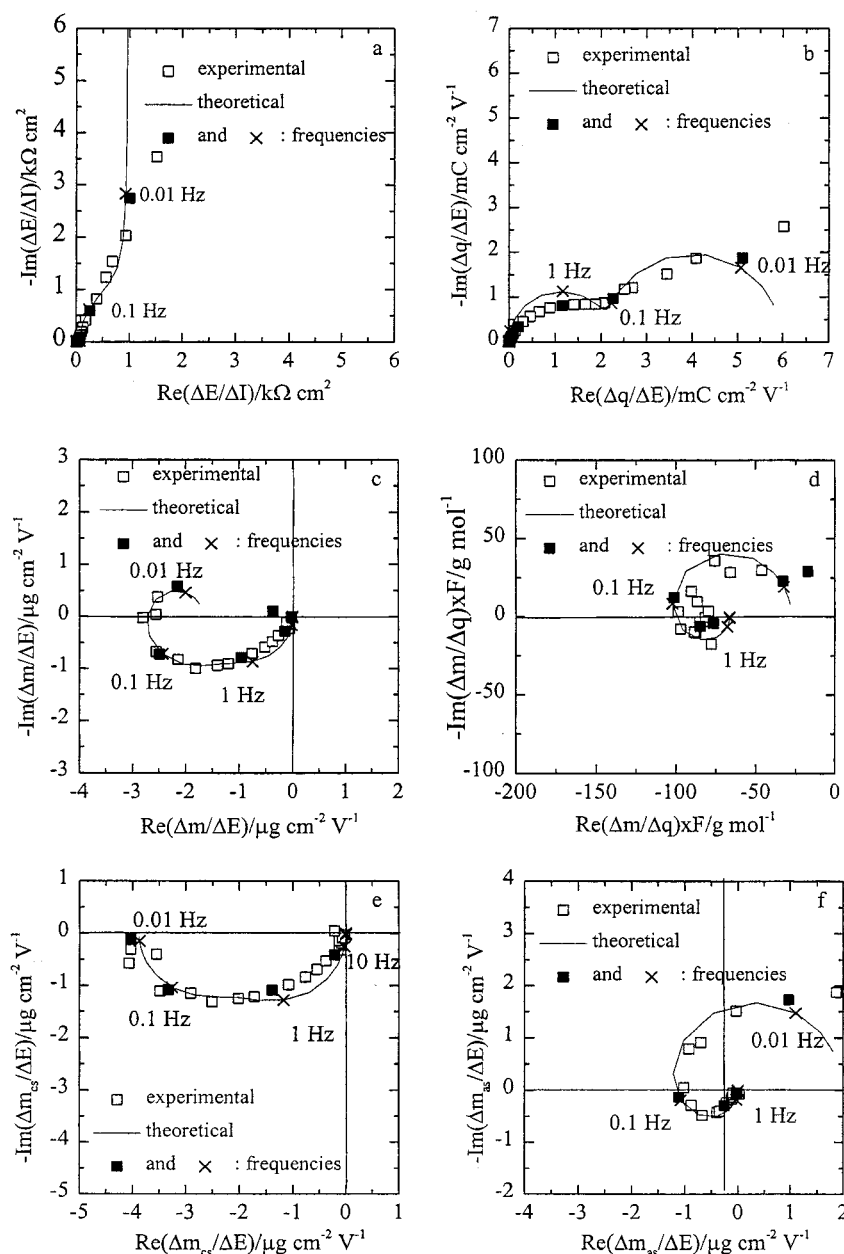 a
6
5
4
3
2
1
0
0 1 2 3 4 5 6
experimental
theoretical
and × : frequencies
0.01 Hz
0.1 Hz
-Im(ΔE/ΔI)/kΩ cm²
Re(ΔE/ΔI)/kΩ cm²
b
7
6
5
4
3
2
1
0
0 1 2 3 4 5 6 7
experimental
theoretical
and × : frequencies
1 Hz
0.01 Hz
0.1 Hz
-Im(Δq/ΔE)/mC cm⁻² V⁻¹
Re(Δq/ΔE)/mC cm⁻² V⁻¹
c
3
2
1
0
-1
-2
-3
-4 -3 -2 -1 0 1 2
experimental
theoretical
and × : frequencies
0.01 Hz
0.1 Hz
1 Hz
-Im(Δm/ΔE)/μg cm⁻² V⁻¹
Re(Δm/ΔE)/μg cm⁻² V⁻¹
d
100
50
0
-50
-100
-200 -150 -100 -50 0
experimental
theoretical
and × : frequencies
0.1 Hz
1 Hz
-Im(Δm/Δq)xF/g mol⁻¹
Re(Δm/Δq)xF/g mol⁻¹
e
1
0
-1
-2
-3
-4
-5
-4 -3 -2 -1 0 1
0.01 Hz
10 Hz
0.1 Hz
1 Hz
experimental
theoretical
and × : frequencies
-Im(Δm_cs/ΔE)/μg cm⁻² V⁻¹
Re(Δm_cs/ΔE)/μg cm⁻² V⁻¹
f
4
3
2
1
0
-1
-2
-4 -3 -2 -1 0 1 2
experimental
theoretical
and × : frequencies
0.01 Hz
0.1 Hz
1 Hz
-Im(Δm_as/ΔE)/μg cm⁻² V⁻¹
Re(Δm_as/ΔE)/μg cm⁻² V⁻¹